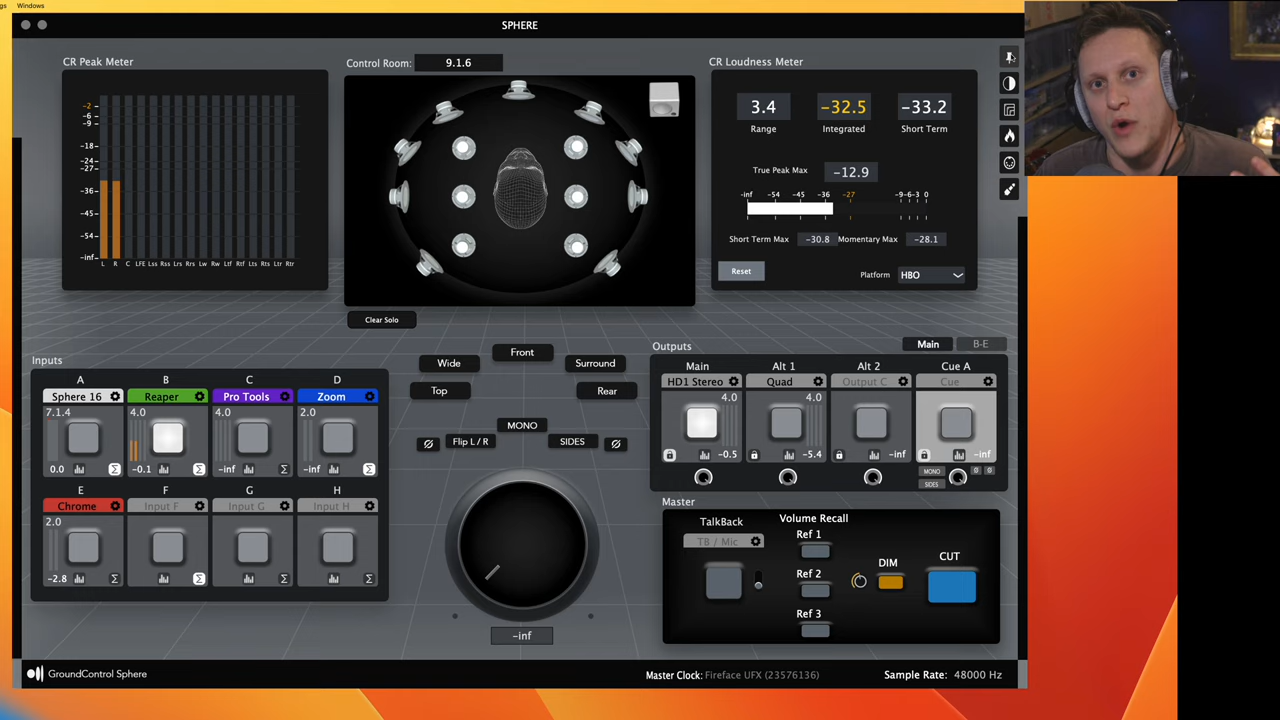 gs Windows
SPHERE
CR Peak Meter
Control Room: 9.1.6
CR Loudness Meter
-2
-6
-9
-18
-24
-27
-36
-45
-54
-inf
L R C LFE Lss Rss Lrs Rrs Lw Rw Ltf Rtf Lts Rts Ltr Rtr
3.4 -32.5 -33.2
Range Integrated Short Term
True Peak Max -12.9
-inf -54 -45 -36 -27 -9 -6 -3 0
Short Term Max -30.8 Momentary Max -28.1
Reset
Platform HBO
Clear Solo
Inputs
A B C D
Sphere 16 Reaper Pro Tools Zoom
7.1.4 4.0 4.0 2.0
0.0 Σ -0.1 Σ -inf Σ -inf Σ
E F G H
Chrome Input F Input G Input H
2.0
-2.8 Σ Σ Σ Σ
Front
Wide Surround
Top Rear
MONO
Ø Flip L / R SIDES Ø
-inf
Outputs
Main B-E
Main Alt 1 Alt 2 Cue A
HD1 Stereo Quad Output C Cue
4.0 4.0
-0.5 -5.4 -inf -inf
MONO Ø Ø
SIDES
Master
TalkBack
TB / Mic
Volume Recall
Ref 1
Ref 2
Ref 3
DIM
CUT
GroundControl Sphere
Master Clock: Fireface UFX (23576136)
Sample Rate: 48000 Hz